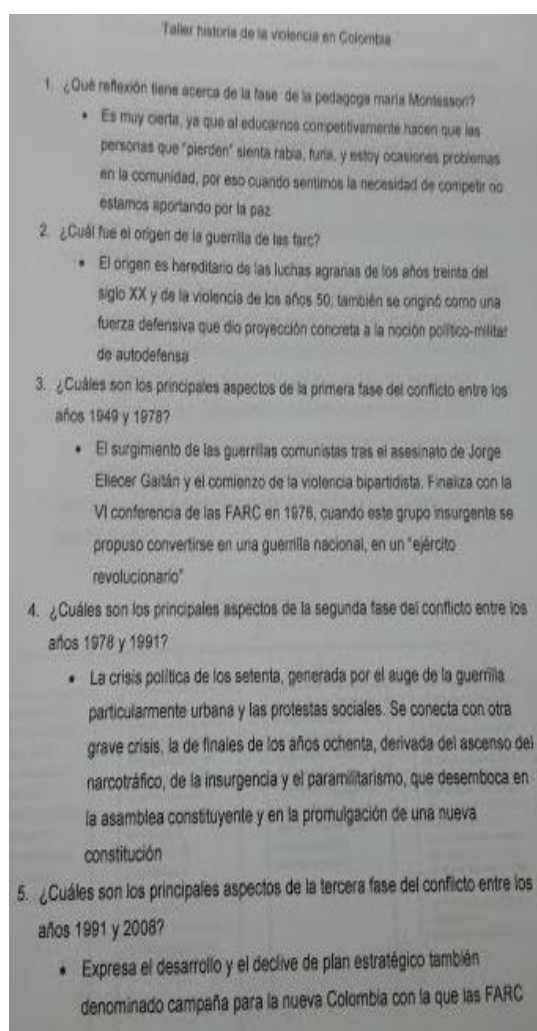 Taller historia de la violencia en Colombia
1. ¿Qué reflexión tiene acerca de la fase de la pedagoga maría Montessori?
• Es muy cierta, ya que al educarnos competitivamente hacen que las
personas que "pierden" sienta rabia, furia, y estoy ocasiones problemas
en la comunidad, por eso cuando sentimos la necesidad de competir no
estamos aportando por la paz
2. ¿Cuál fue el origen de la guerrilla de las farc?
• El origen es hereditario de las luchas agrarias de los años treinta del
siglo XX y de la violencia de los años 50, también se originó como una
fuerza defensiva que dio proyección concreta a la noción político-militar
de autodefensa
3. ¿Cuáles son los principales aspectos de la primera fase del conflicto entre los
años 1949 y 1978?
• El surgimiento de las guerrillas comunistas tras el asesinato de Jorge
Eliecer Gaitán y el comienzo de la violencia bipartidista. Finaliza con la
VI conferencia de las FARC en 1978, cuando este grupo insurgente se
propuso convertirse en una guerrilla nacional, en un "ejército
revolucionario"
4. ¿Cuáles son los principales aspectos de la segunda fase del conflicto entre los
años 1978 y 1991?
• La crisis política de los setenta, generada por el auge de la guerrilla
particularmente urbana y las protestas sociales. Se conecta con otra
grave crisis, la de finales de los años ochenta, derivada del ascenso del
narcotráfico, de la insurgencia y el paramilitarismo, que desemboca en
la asamblea constituyente y en la promulgación de una nueva
constitución
5. ¿Cuáles son los principales aspectos de la tercera fase del conflicto entre los
años 1991 y 2008?
• Expresa el desarrollo y el declive de plan estratégico también
denominado campaña para la nueva Colombia con la que las FARC